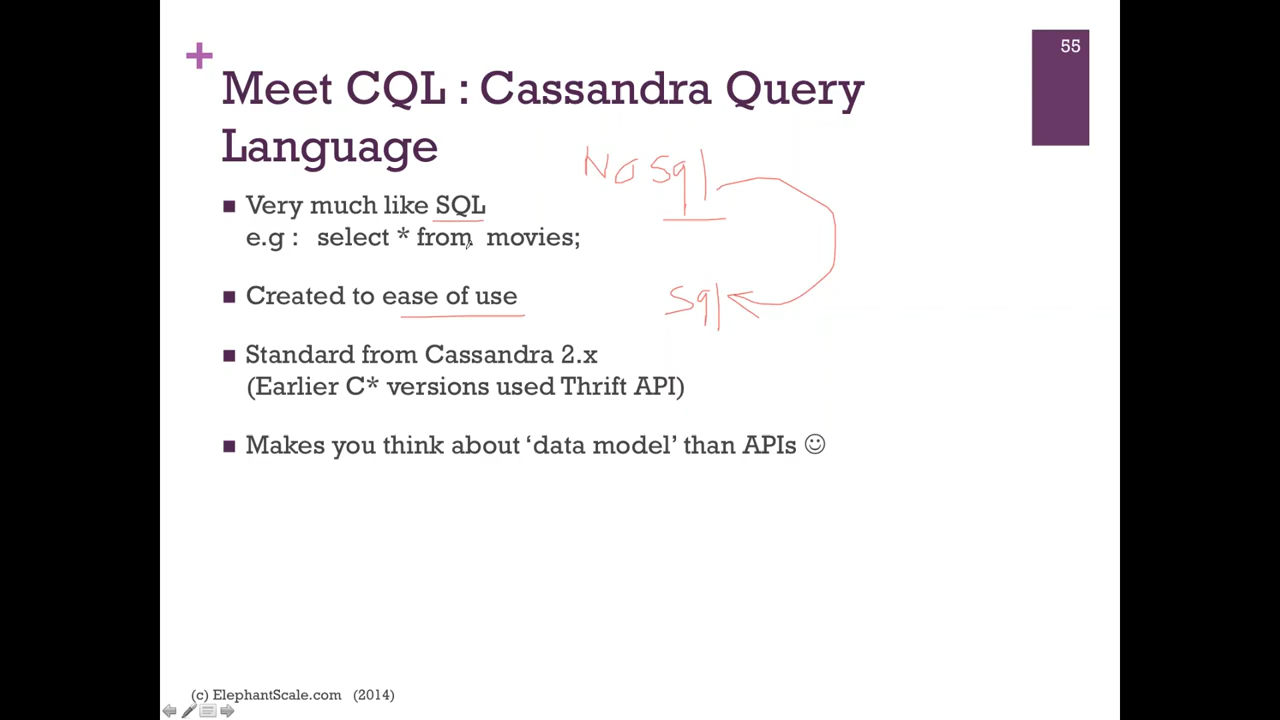 55
Meet CQL : Cassandra Query
Language
No Sql
■ Very much like SQL
e.g : select * from movies;
■ Created to ease of use
Sql
■ Standard from Cassandra 2.x
(Earlier C* versions used Thrift API)
■ Makes you think about ‘data model’ than APIs ☺
(c) ElephantScale.com (2014)